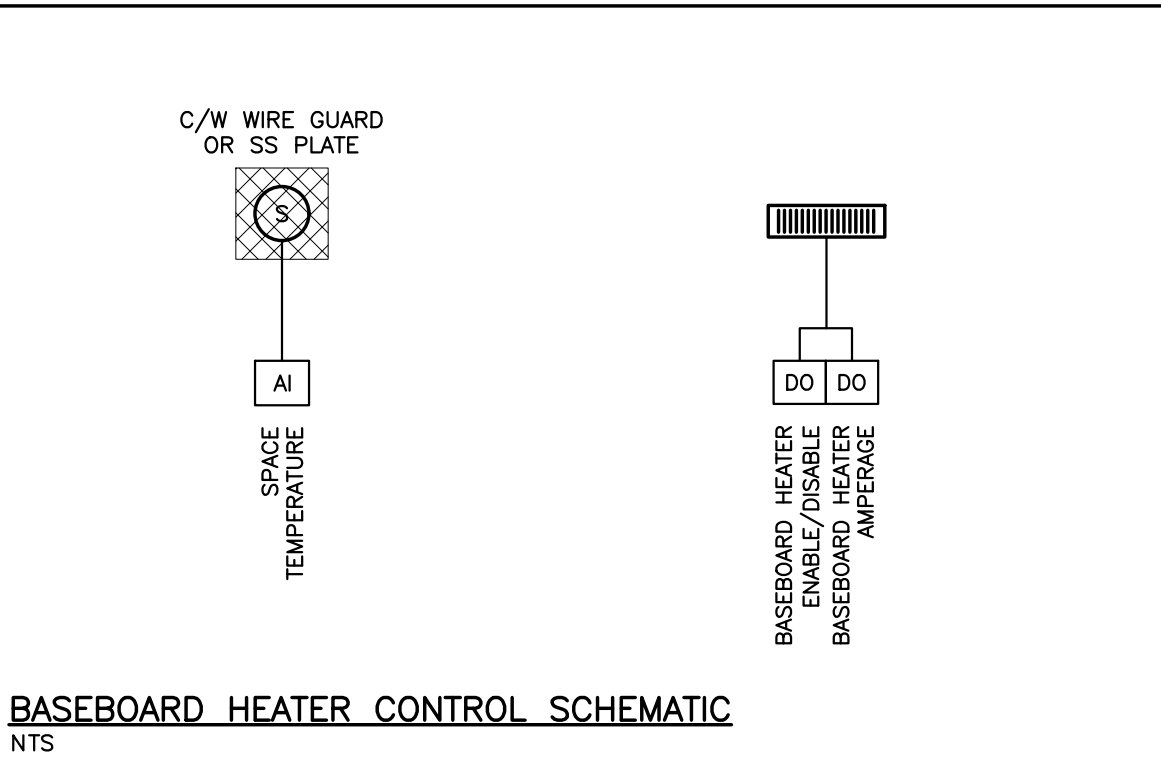 C/W WIRE GUARD
OR SS PLATE
S
AI
SPACE
TEMPERATURE
DO
DO
BASEBOARD HEATER
ENABLE/DISABLE
BASEBOARD HEATER
AMPERAGE
BASEBOARD HEATER CONTROL SCHEMATIC
NTS